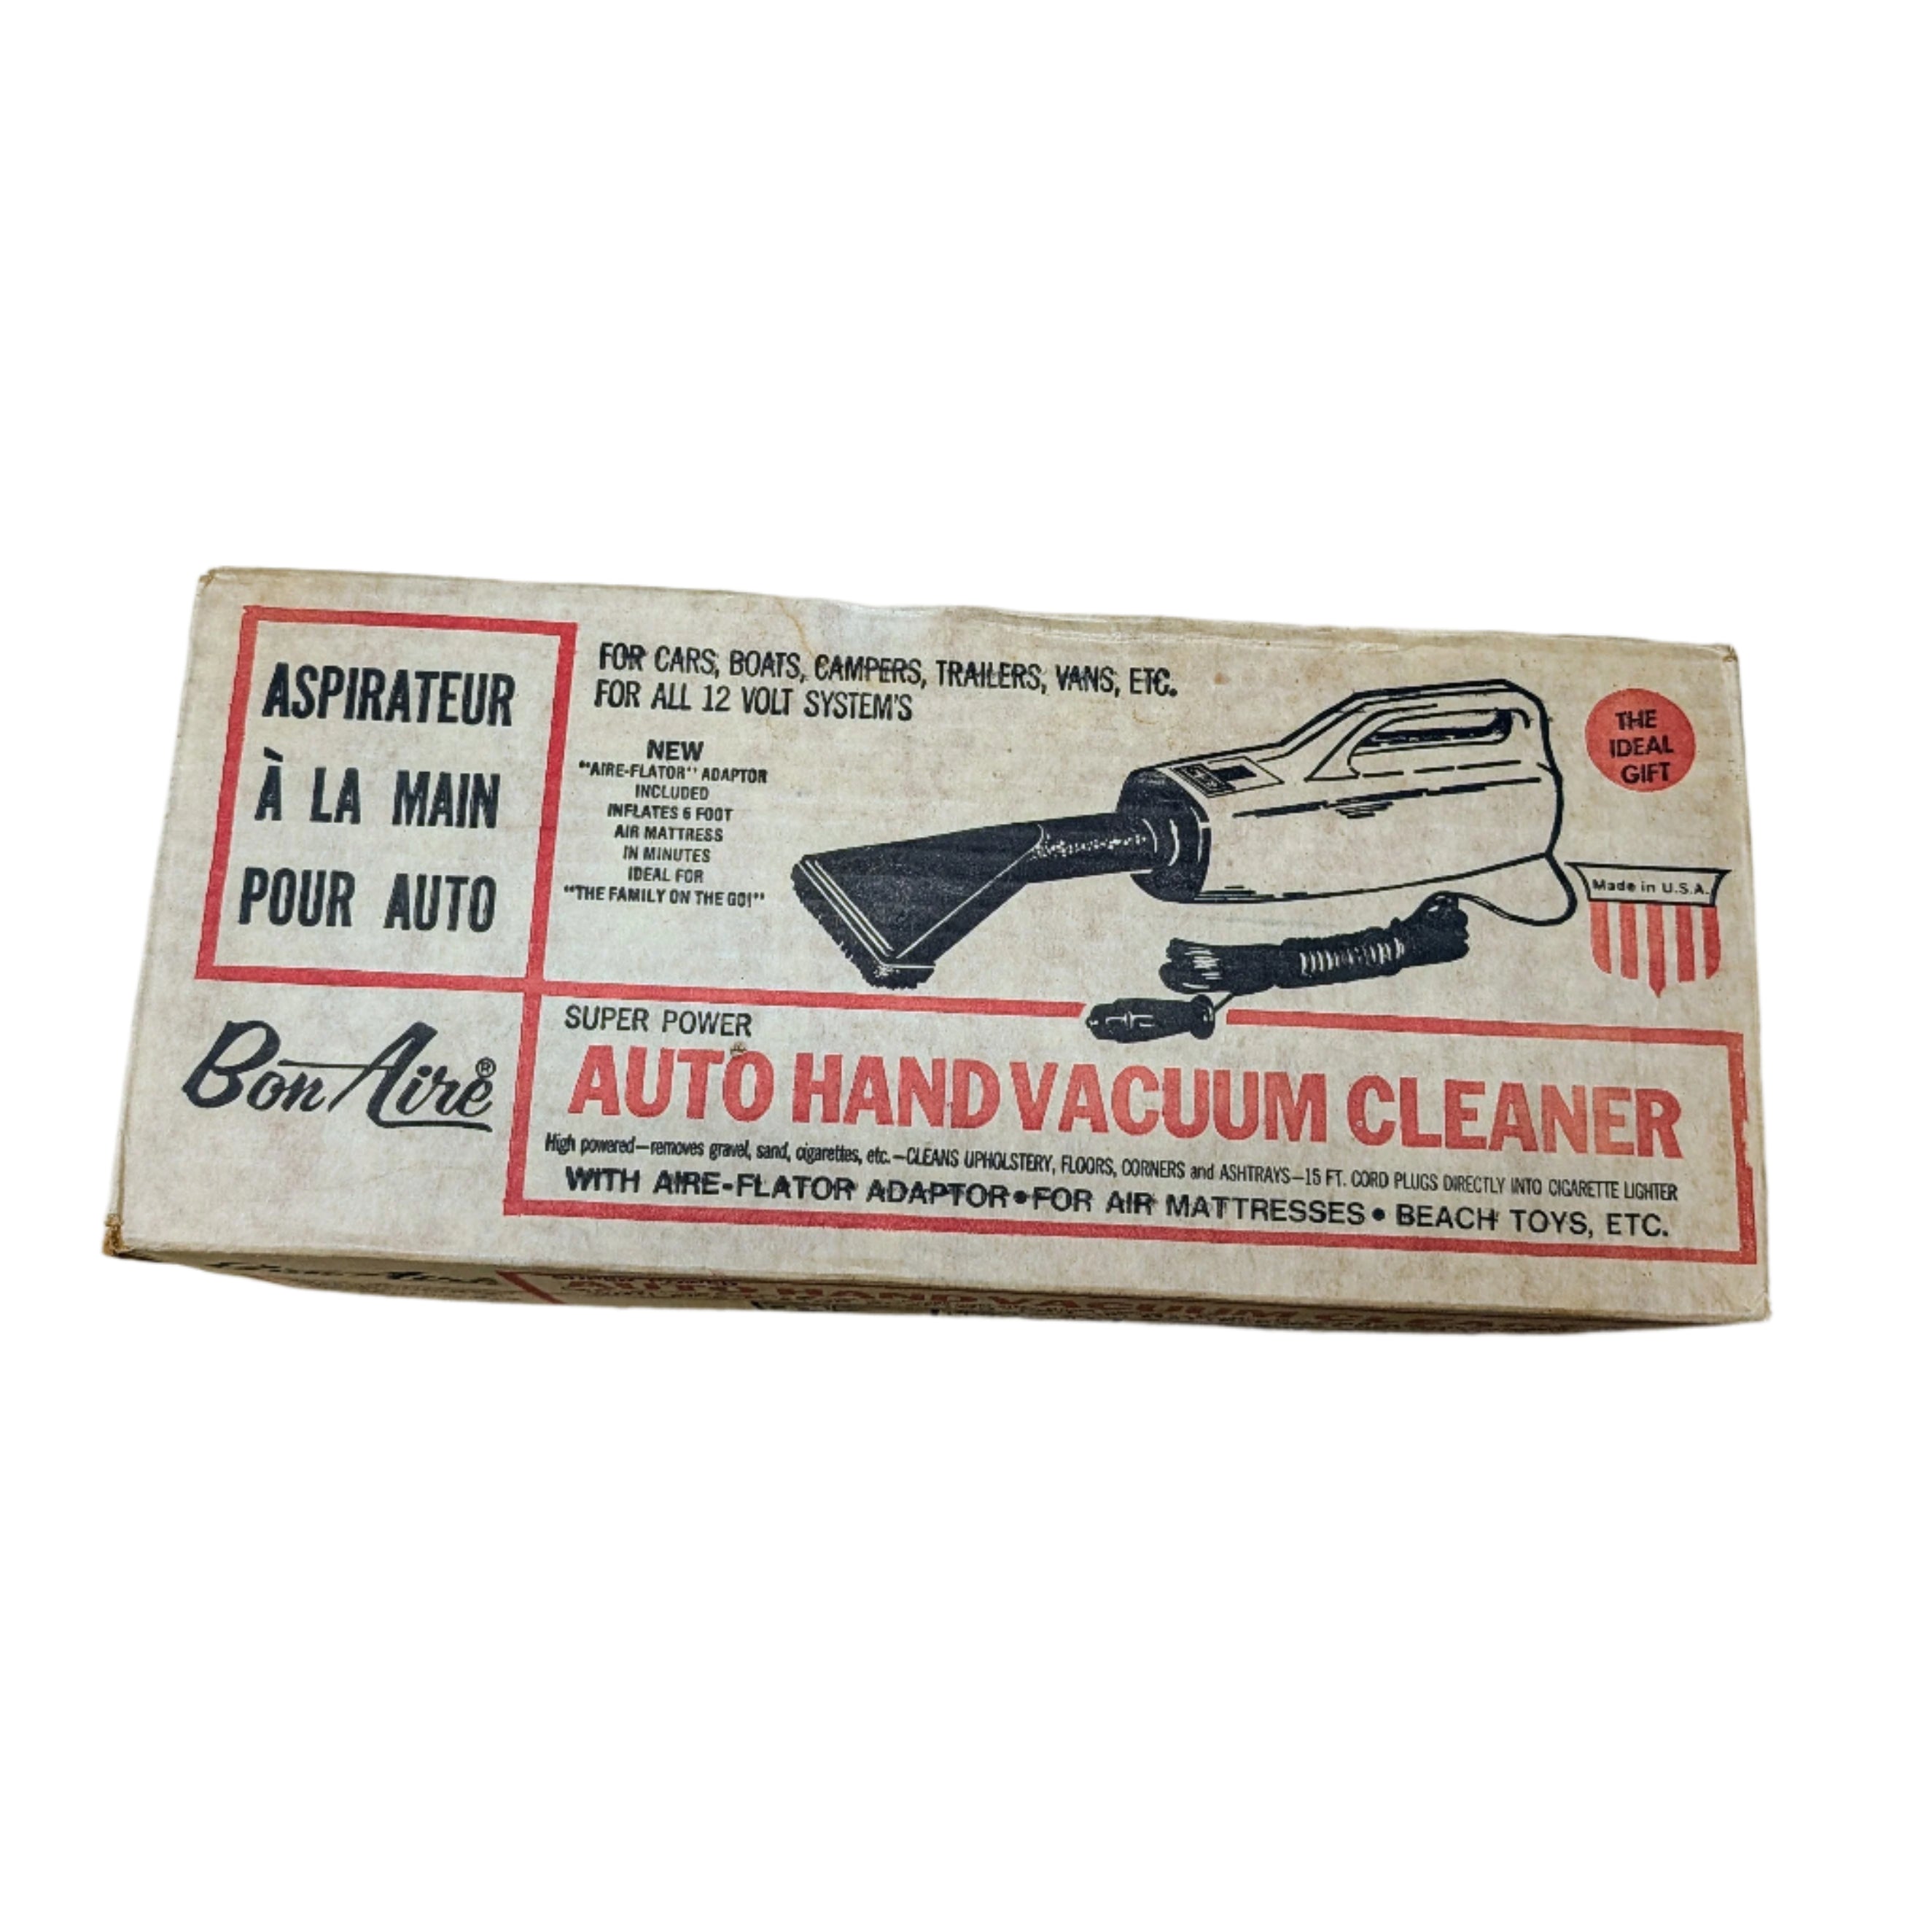 ASPIRATEUR
À LA MAIN
POUR AUTO
Bon Aire®
FOR CARS, BOATS, CAMPERS, TRAILERS, VANS, ETC.
FOR ALL 12 VOLT SYSTEM'S
NEW
"AIRE-FLATOR" ADAPTOR
INCLUDED
INFLATES 6 FOOT
AIR MATTRESS
IN MINUTES
IDEAL FOR
"THE FAMILY ON THE GO!"
THE
IDEAL
GIFT
Made in U.S.A.
SUPER POWER
AUTO HAND VACUUM CLEANER
High powered—removes gravel, sand, cigarettes, etc.—CLEANS UPHOLSTERY, FLOORS, CORNERS and ASHTRAYS—15 FT. CORD PLUGS DIRECTLY INTO CIGARETTE LIGHTER
WITH AIRE-FLATOR ADAPTOR•FOR AIR MATTRESSES• BEACH TOYS, ETC.
AUTO HAND VACUUM